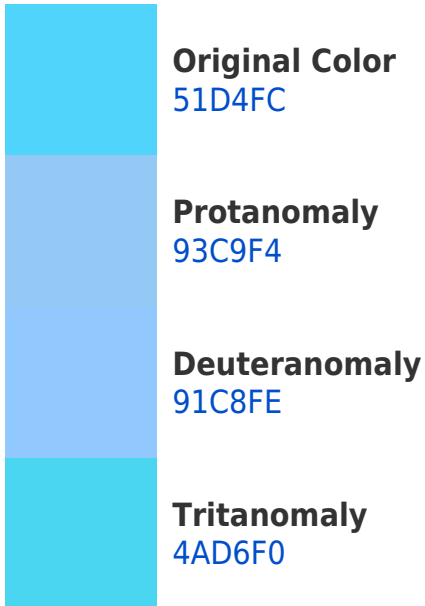 Original Color
51D4FC
Protanomaly
93C9F4
Deuteranomaly
91C8FE
Tritanomaly
4AD6F0